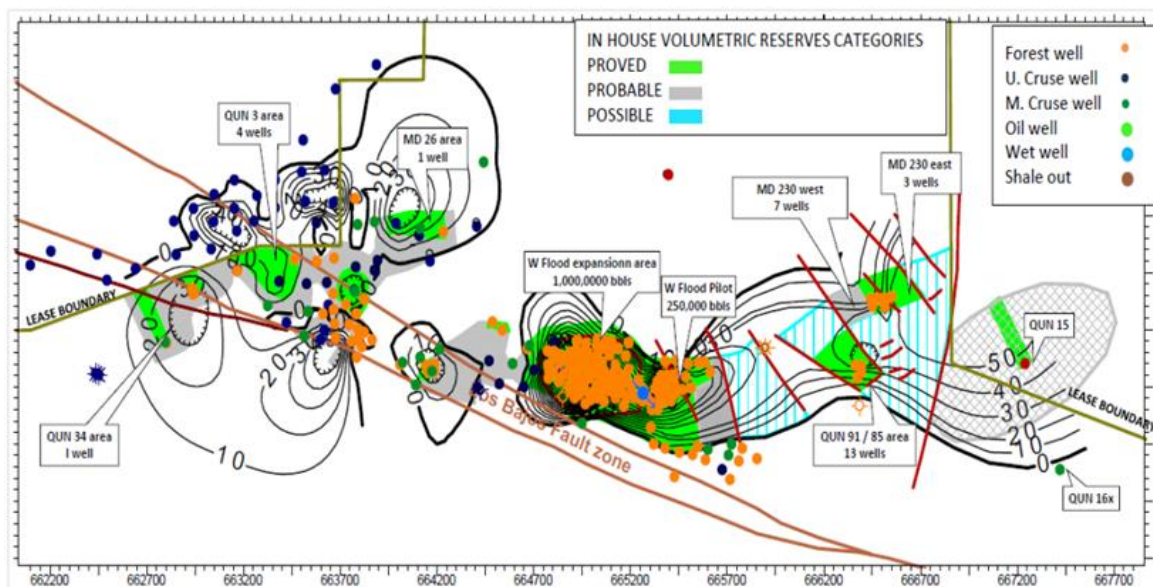 IN HOUSE VOLUMETRIC RESERVES CATEGORIES
PROVED
PROBABLE
POSSIBLE
Forest well
U. Cruse well
M. Cruse well
Oil well
Wet well
Shale out
QUN 3 area
4 wells
MD 26 area
1 well
MD 230 east
3 wells
MD 230 west
7 wells
W Flood expansionn area
1,000,0000 bbls
W Flood Pilot
250,000 bbls
LEASE BOUNDARY
QUN 15
QUN 34 area
I well
Bajos Fault zone
QUN 91 / 85 area
13 wells
LEASE BOUNDARY
QUN 16x
10
50
40
30
20
10
0
662200 662700 663200 663700 664200 664700 665200 665700 666200 666700 667200 667700